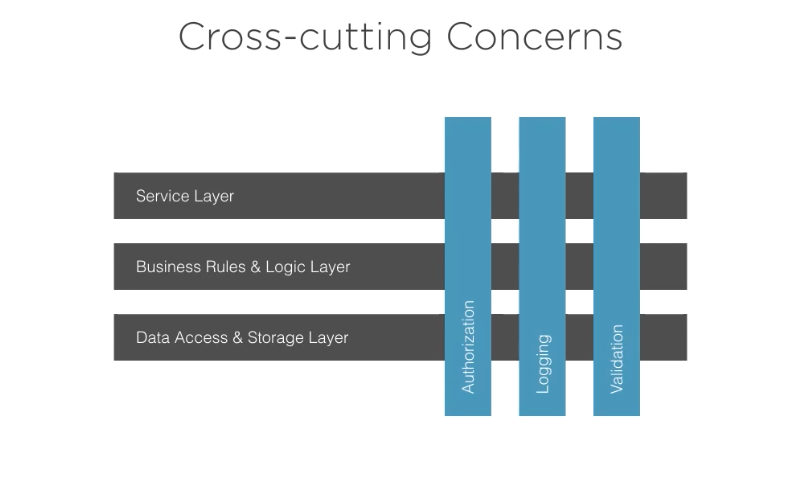 Cross-cutting Concerns
Service Layer
Business Rules & Logic Layer
Data Access & Storage Layer
Authorization
Logging
Validation